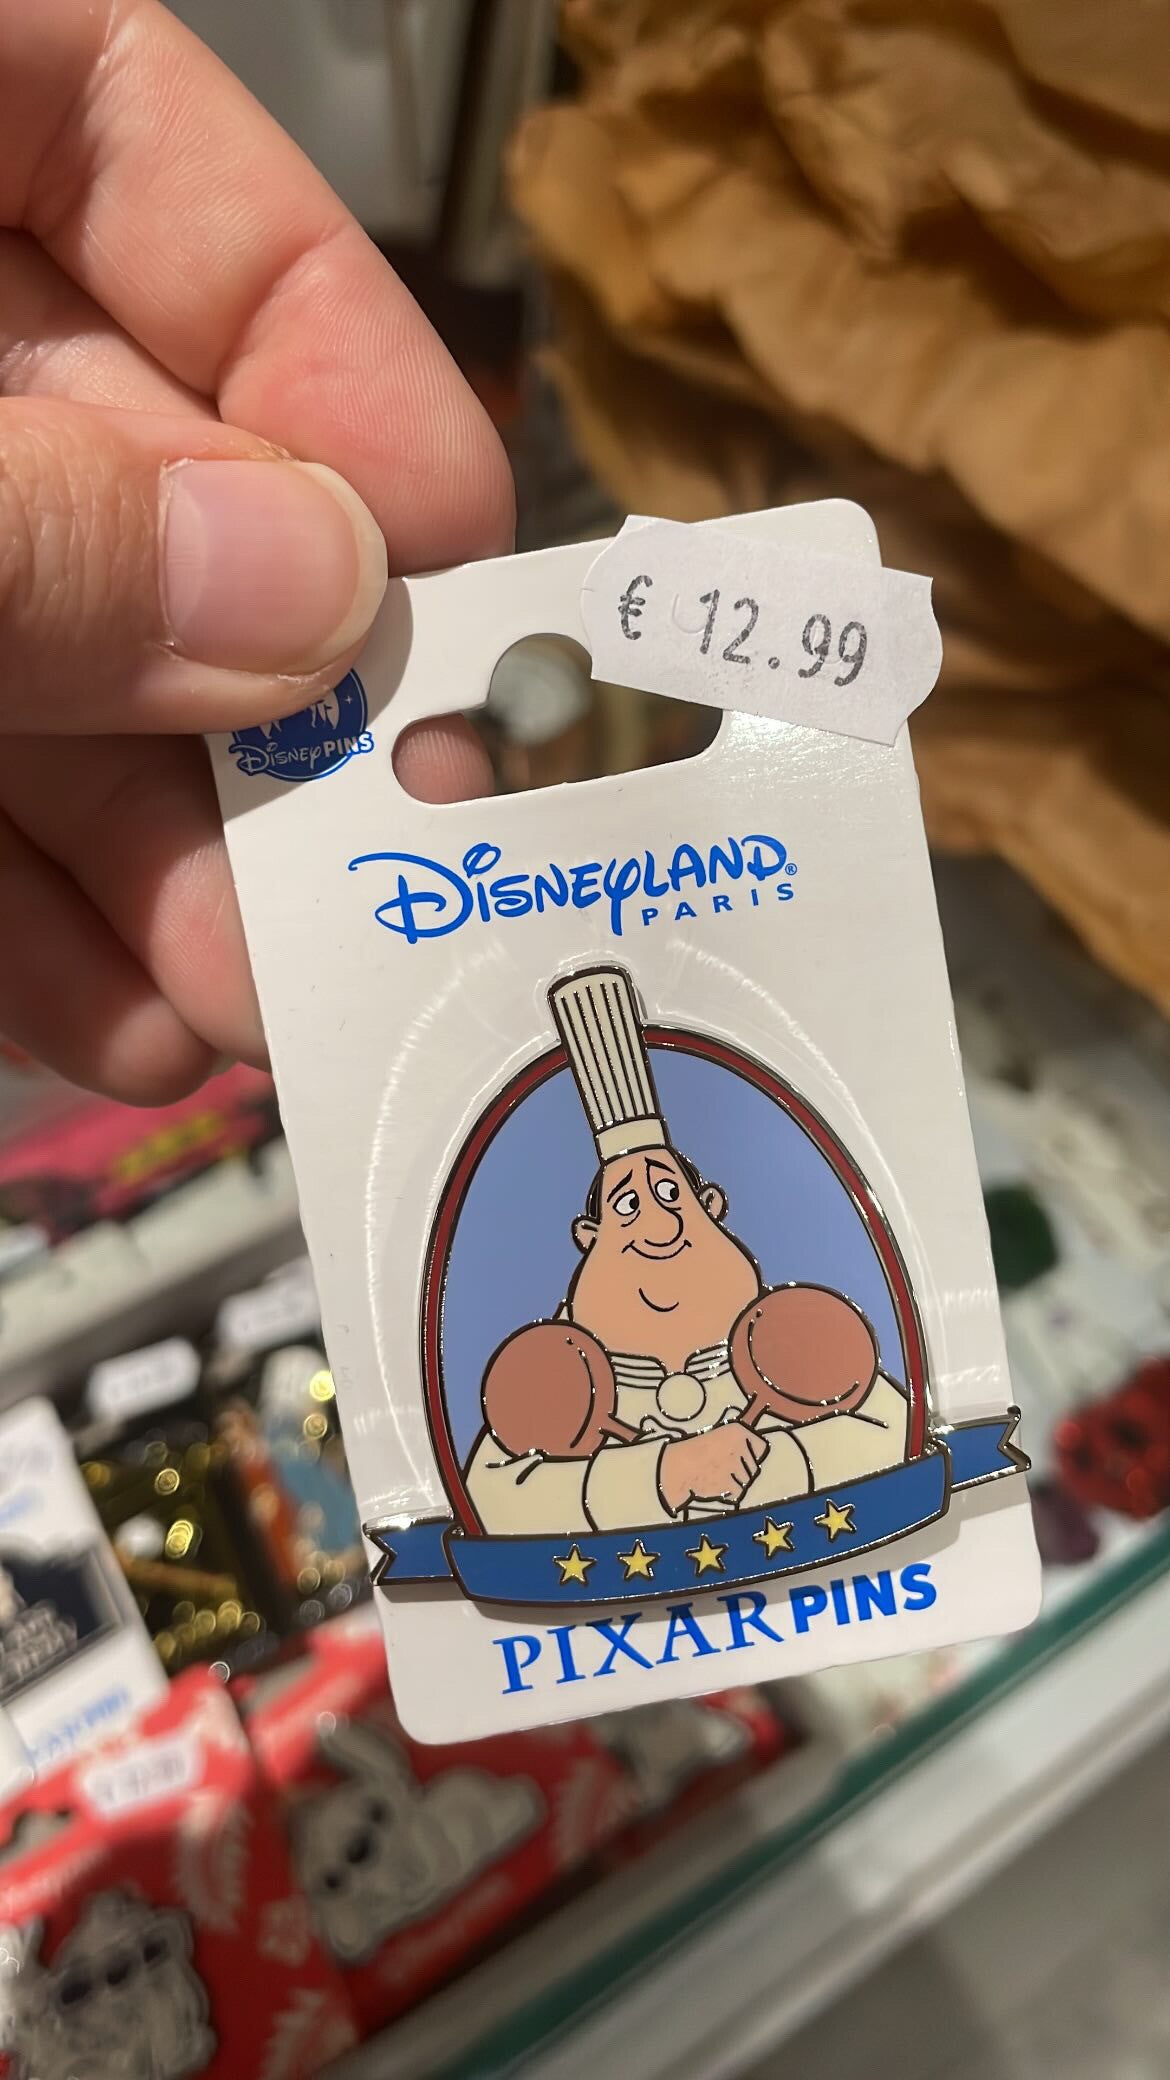 € 12.99
DISNEY PINS
DISNEYLAND®
PARIS
PIXAR PINS